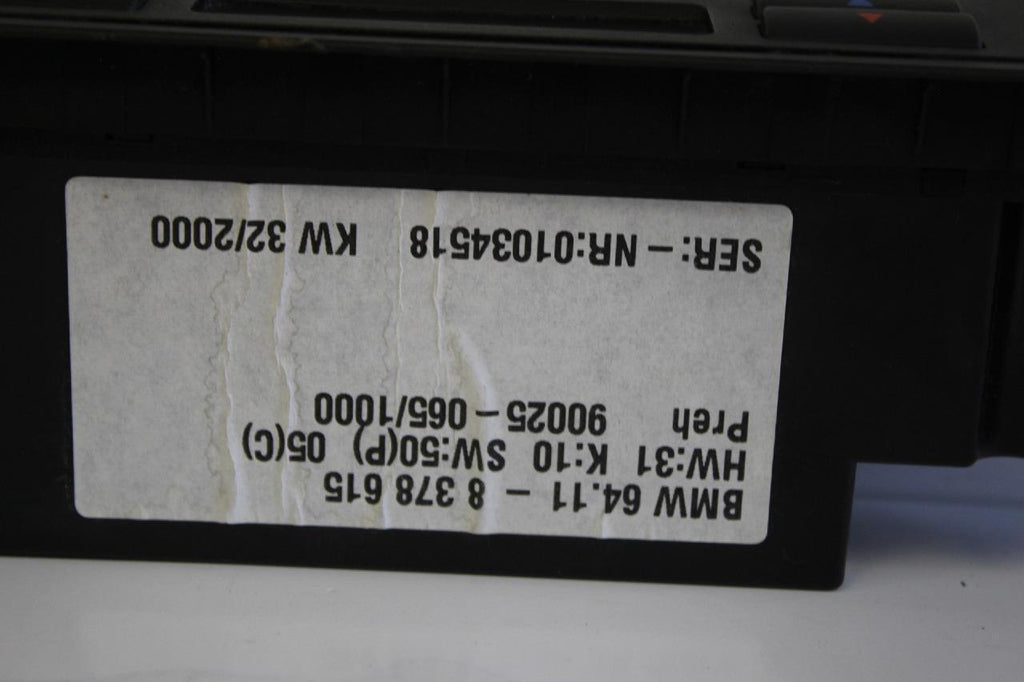 BMW 64.11 – 8 378 615
HW:31 K:10 SW:50(P) 05(C)
Preh 90025 – 065/1000
SER: – NR:01034518 KW 32/2000